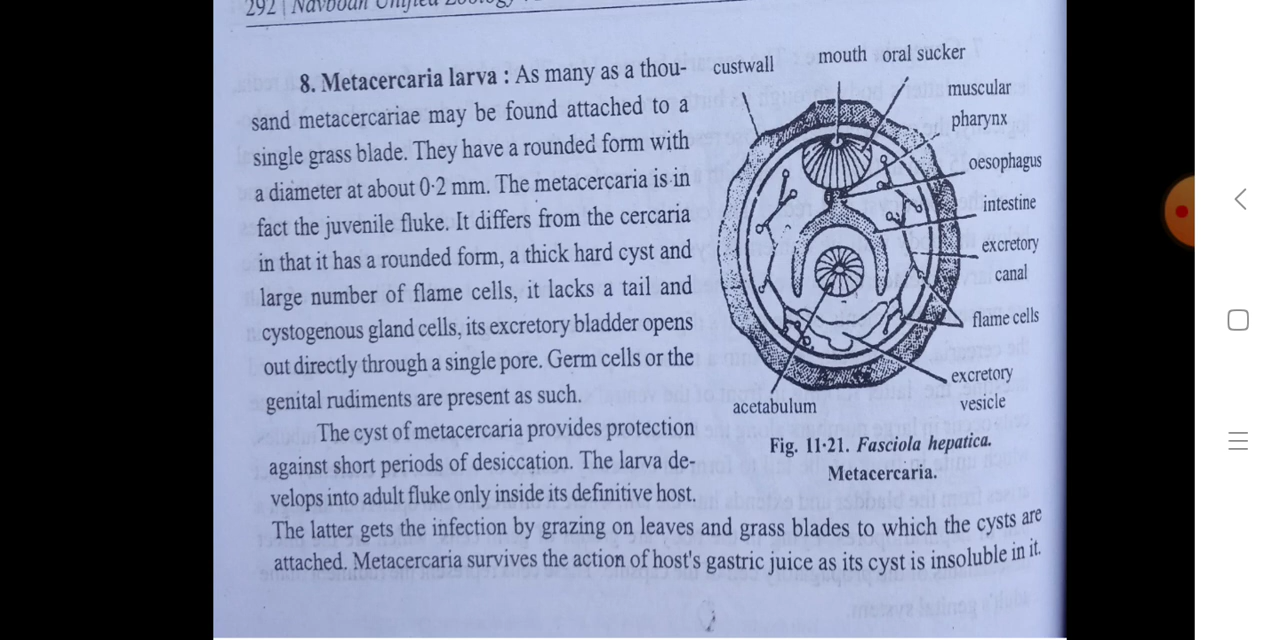 292 | Navbodh Unified Zoology
8. Metacercaria larva : As many as a thou-
sand metacercariae may be found attached to a
single grass blade. They have a rounded form with
a diameter at about 0·2 mm. The metacercaria is in
fact the juvenile fluke. It differs from the cercaria
in that it has a rounded form, a thick hard cyst and
large number of flame cells, it lacks a tail and
cystogenous gland cells, its excretory bladder opens
out directly through a single pore. Germ cells or the
genital rudiments are present as such.
The cyst of metacercaria provides protection
against short periods of desiccation. The larva de-
velops into adult fluke only inside its definitive host.
The latter gets the infection by grazing on leaves and grass blades to which the cysts are
attached. Metacercaria survives the action of host's gastric juice as its cyst is insoluble in it.
custwall
mouth
oral sucker
muscular
pharynx
oesophagus
intestine
excretory
canal
flame cells
excretory
vesicle
acetabulum
Fig. 11·21. Fasciola hepatica.
Metacercaria.